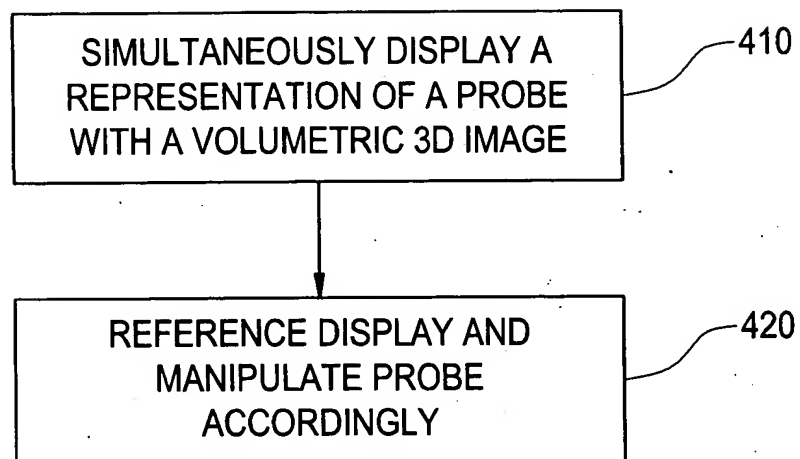 SIMULTANEOUSLY DISPLAY A
REPRESENTATION OF A PROBE
WITH A VOLUMETRIC 3D IMAGE
410
REFERENCE DISPLAY AND
MANIPULATE PROBE
ACCORDINGLY
420